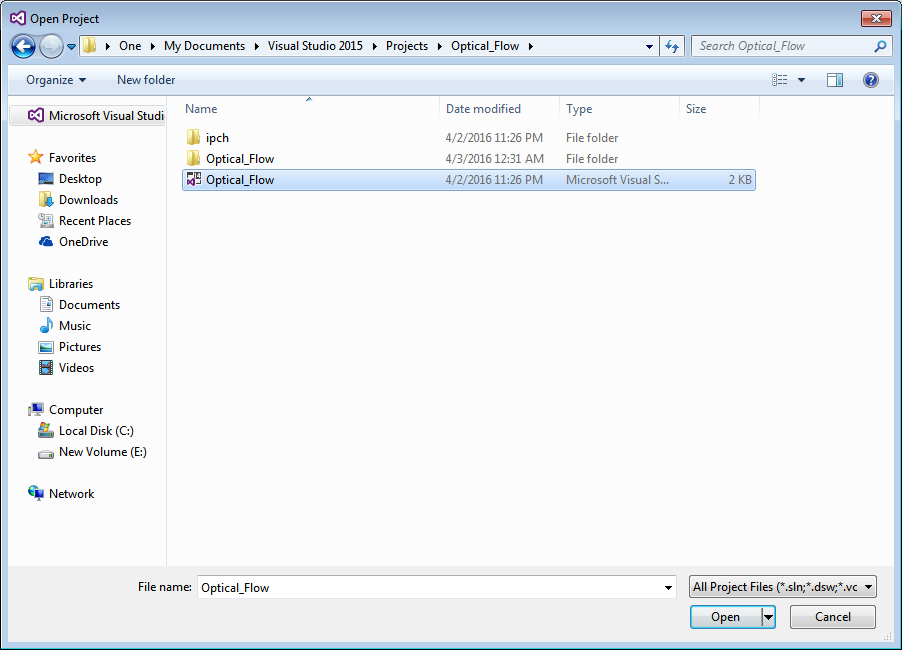 Open Project
One My Documents Visual Studio 2015 Projects Optical_Flow Search Optical_Flow
Organize New folder
Microsoft Visual Studi
Favorites
Desktop
Downloads
Recent Places
OneDrive
Libraries
Documents
Music
Pictures
Videos
Computer
Local Disk (C:)
New Volume (E:)
Network
Name Date modified Type Size
ipch 4/2/2016 11:26 PM File folder
Optical_Flow 4/3/2016 12:31 AM File folder
Optical_Flow 4/2/2016 11:26 PM Microsoft Visual S... 2 KB
File name: Optical_Flow All Project Files (*.sln;*.dsw;*.vc
Open Cancel